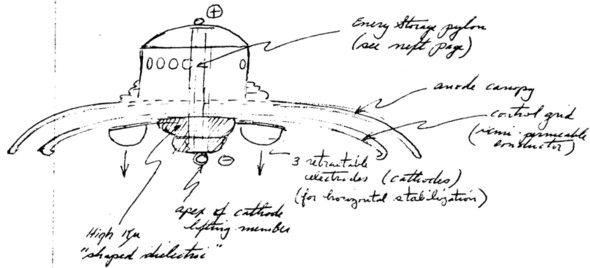 ⊕
Energy Storage pylon
(see next page)
anode canopy
control grid
(semi-permeable
conductor)
⊖
3 retractable
electrodes (cathodes)
(for horizontal stabilization)
apex of cathode
lifting member
High
"shaped dielectric"